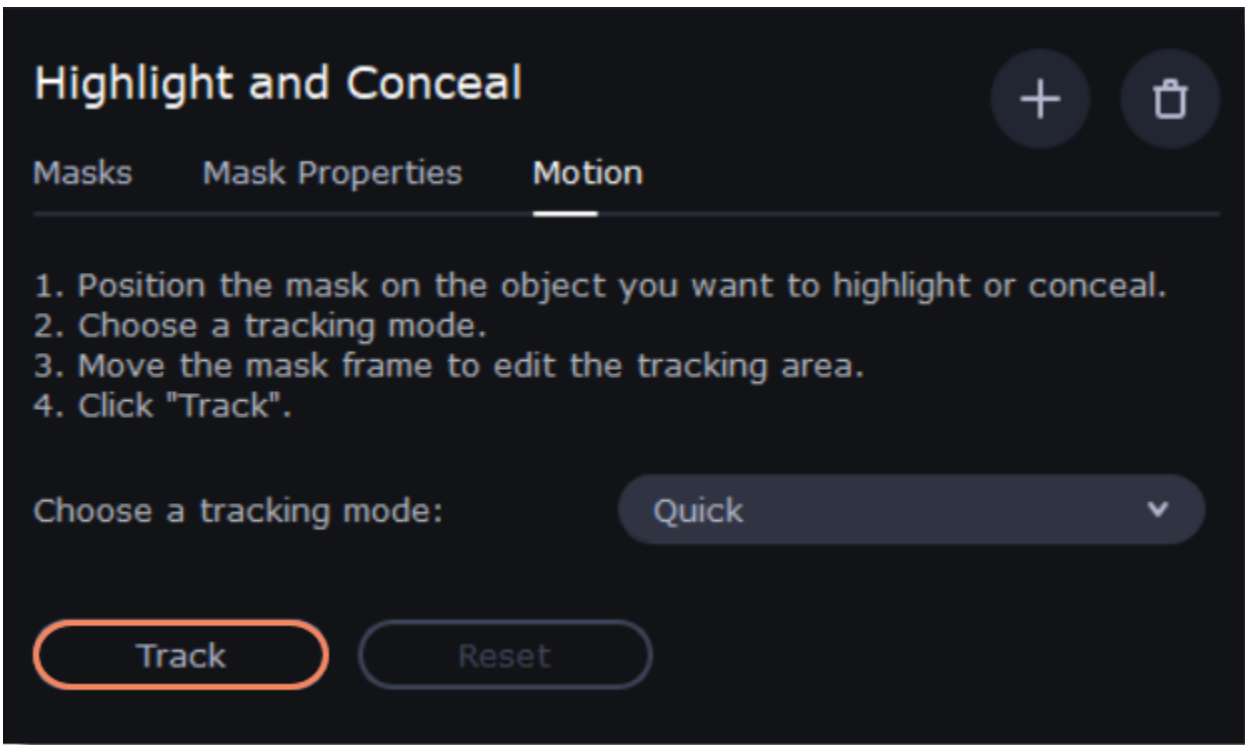 Highlight and Conceal
Masks Mask Properties Motion
1. Position the mask on the object you want to highlight or conceal.
2. Choose a tracking mode.
3. Move the mask frame to edit the tracking area.
4. Click "Track".
Choose a tracking mode: Quick
Track Reset